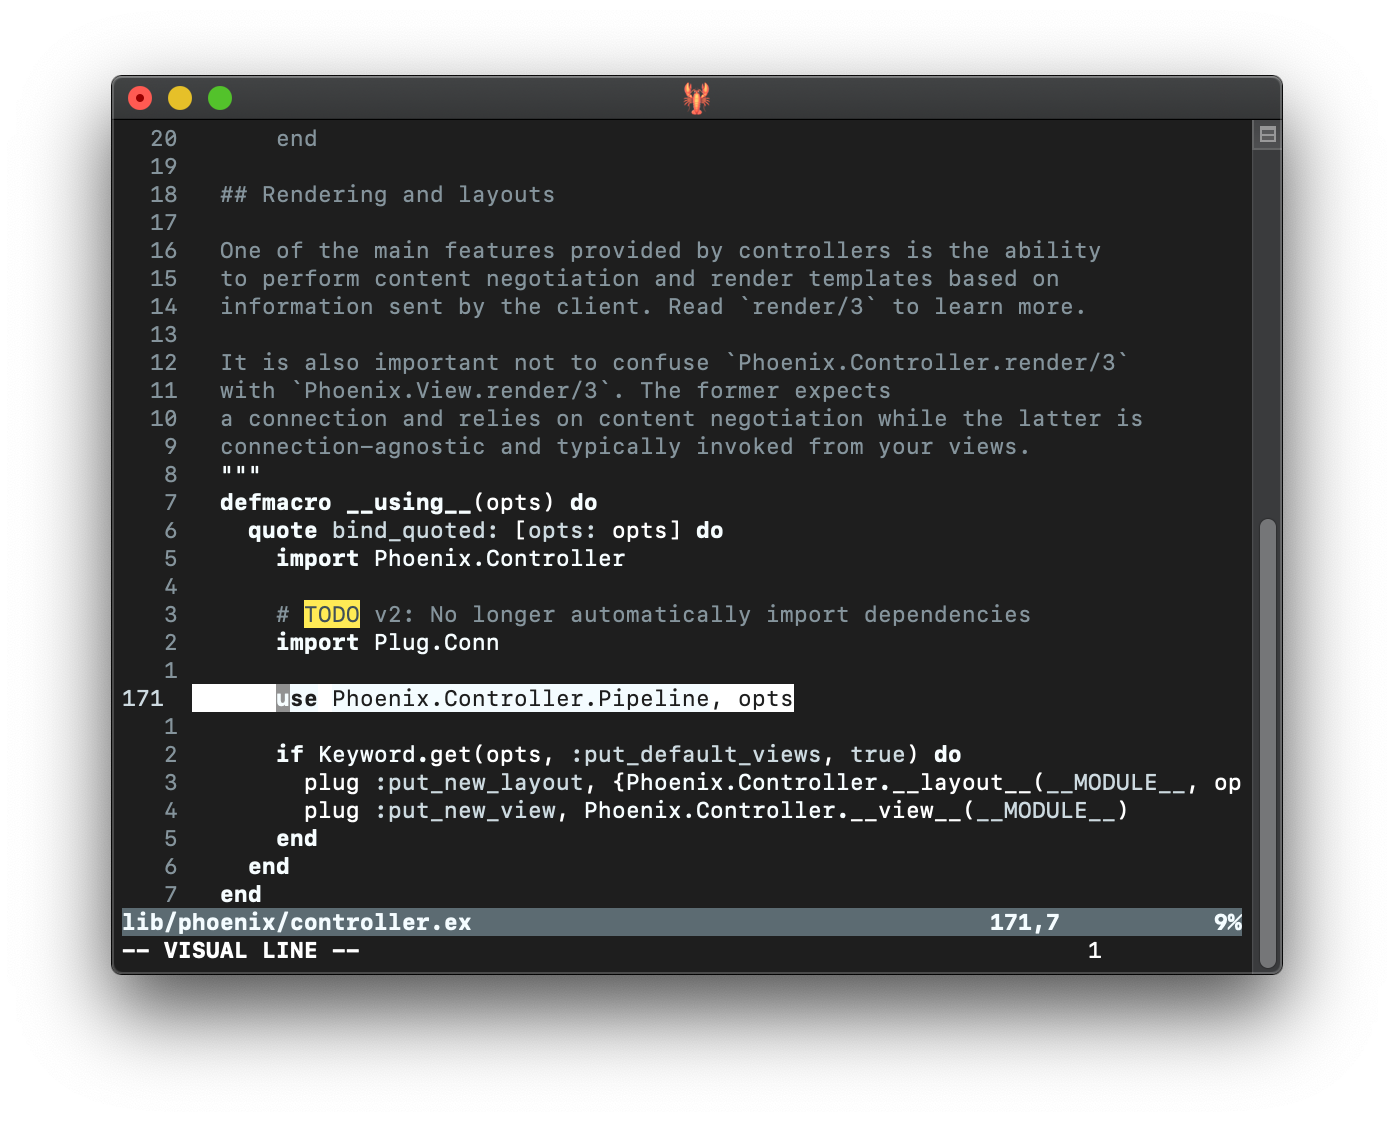 20       end
19
18   ## Rendering and layouts
17
16   One of the main features provided by controllers is the ability
15   to perform content negotiation and render templates based on
14   information sent by the client. Read `render/3` to learn more.
13
12   It is also important not to confuse `Phoenix.Controller.render/3`
11   with `Phoenix.View.render/3`. The former expects
10   a connection and relies on content negotiation while the latter is
9   connection-agnostic and typically invoked from your views.
8   """
7   defmacro __using__(opts) do
6     quote bind_quoted: [opts: opts] do
5       import Phoenix.Controller
4
3       # TODO v2: No longer automatically import dependencies
2       import Plug.Conn
1
171       use Phoenix.Controller.Pipeline, opts
1
2       if Keyword.get(opts, :put_default_views, true) do
3         plug :put_new_layout, {Phoenix.Controller.__layout__(__MODULE__, op
4         plug :put_new_view, Phoenix.Controller.__view__(__MODULE__)
5       end
6     end
7   end
lib/phoenix/controller.ex 171,7 9%
-- VISUAL LINE -- 1